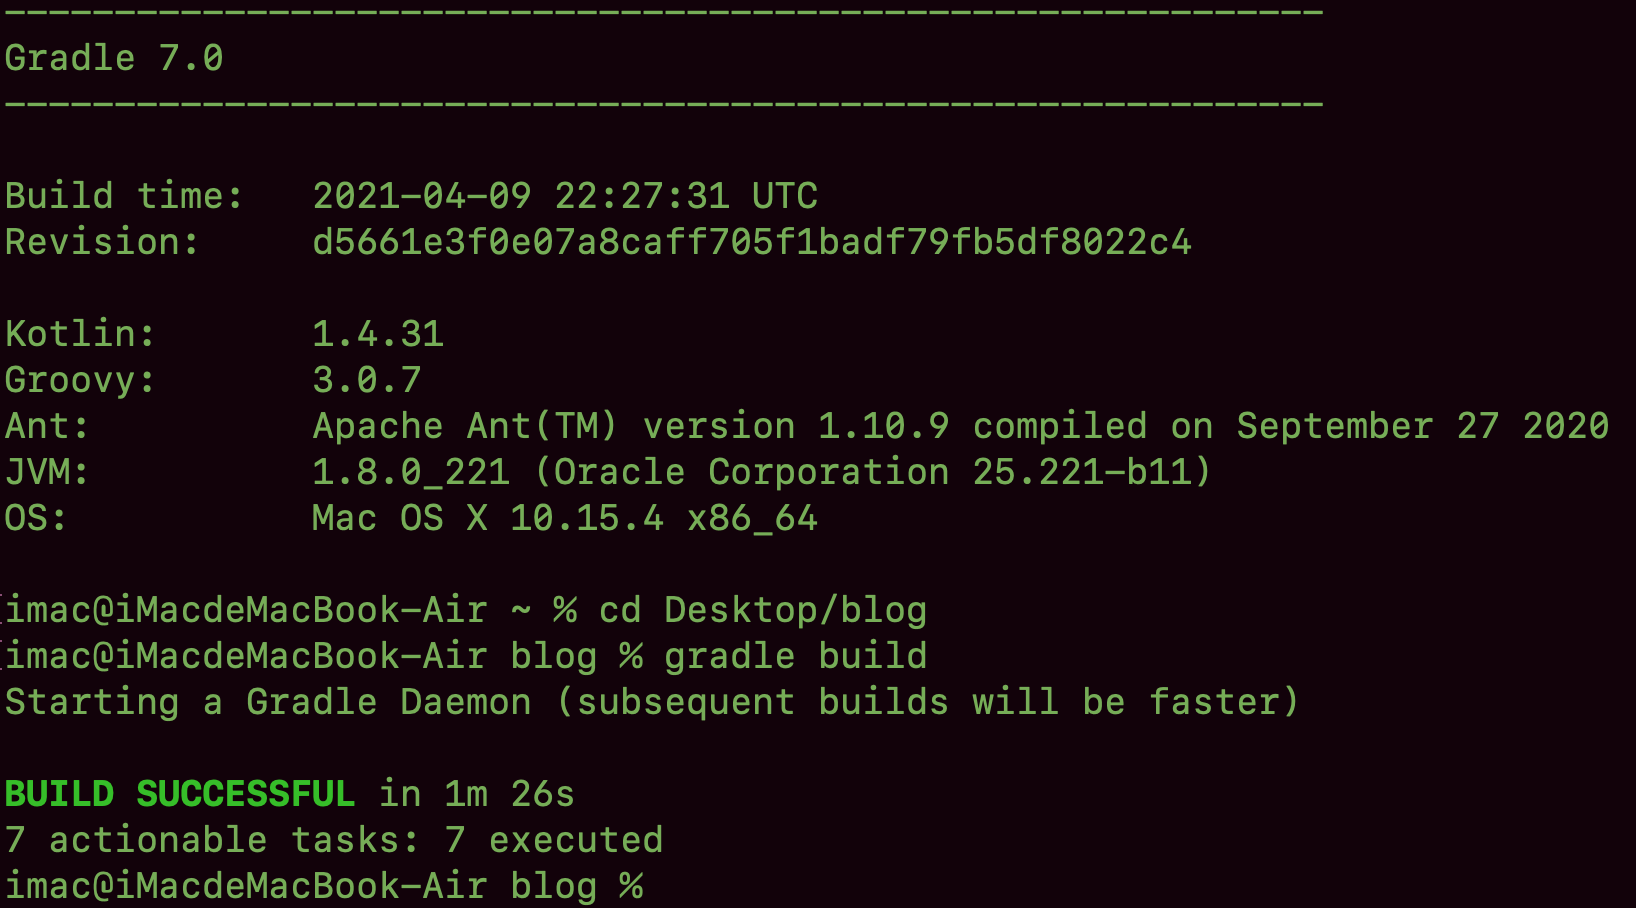 ------------------------------------------------------------
Gradle 7.0
------------------------------------------------------------
Build time:   2021-04-09 22:27:31 UTC
Revision:     d5661e3f0e07a8caff705f1badf79fb5df8022c4
Kotlin:       1.4.31
Groovy:       3.0.7
Ant:          Apache Ant(TM) version 1.10.9 compiled on September 27 2020
JVM:          1.8.0_221 (Oracle Corporation 25.221-b11)
OS:           Mac OS X 10.15.4 x86_64
imac@iMacdeMacBook-Air ~ % cd Desktop/blog
imac@iMacdeMacBook-Air blog % gradle build
Starting a Gradle Daemon (subsequent builds will be faster)
BUILD SUCCESSFUL in 1m 26s
7 actionable tasks: 7 executed
imac@iMacdeMacBook-Air blog %